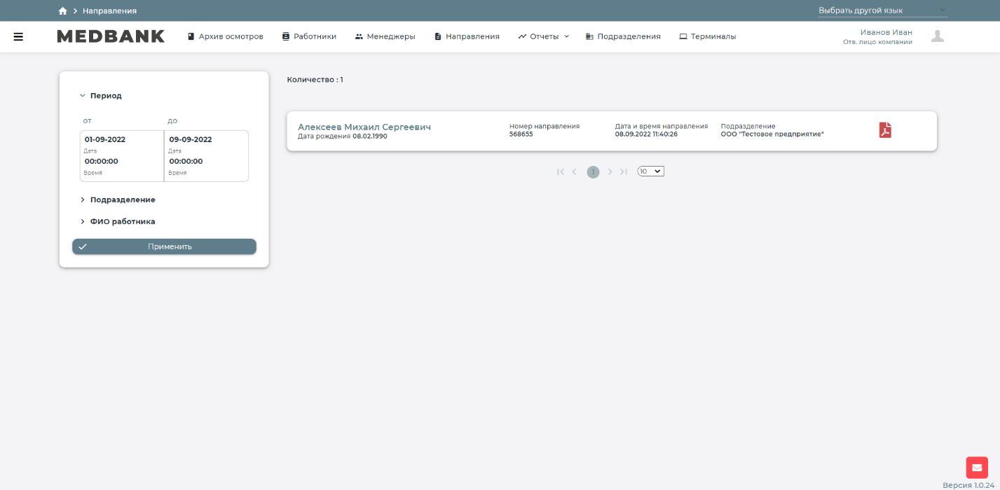 Направления
Выбрать другой язык
MEDBANK
Архив осмотров
Работники
Менеджеры
Направления
Отчеты
Подразделения
Терминалы
Иванов Иван
Отв. лицо компании
Период
от до
01-09-2022 09-09-2022
Дата Дата
00:00:00 00:00:00
Время Время
Подразделение
ФИО работника
Применить
Количество : 1
Алексеев Михаил Сергеевич
Дата рождения 08.02.1990
Номер направления
568655
Дата и время направления
08.09.2022 11:40:26
Подразделение
ООО "Тестовое предприятие"
1
10
Версия 1.0.24